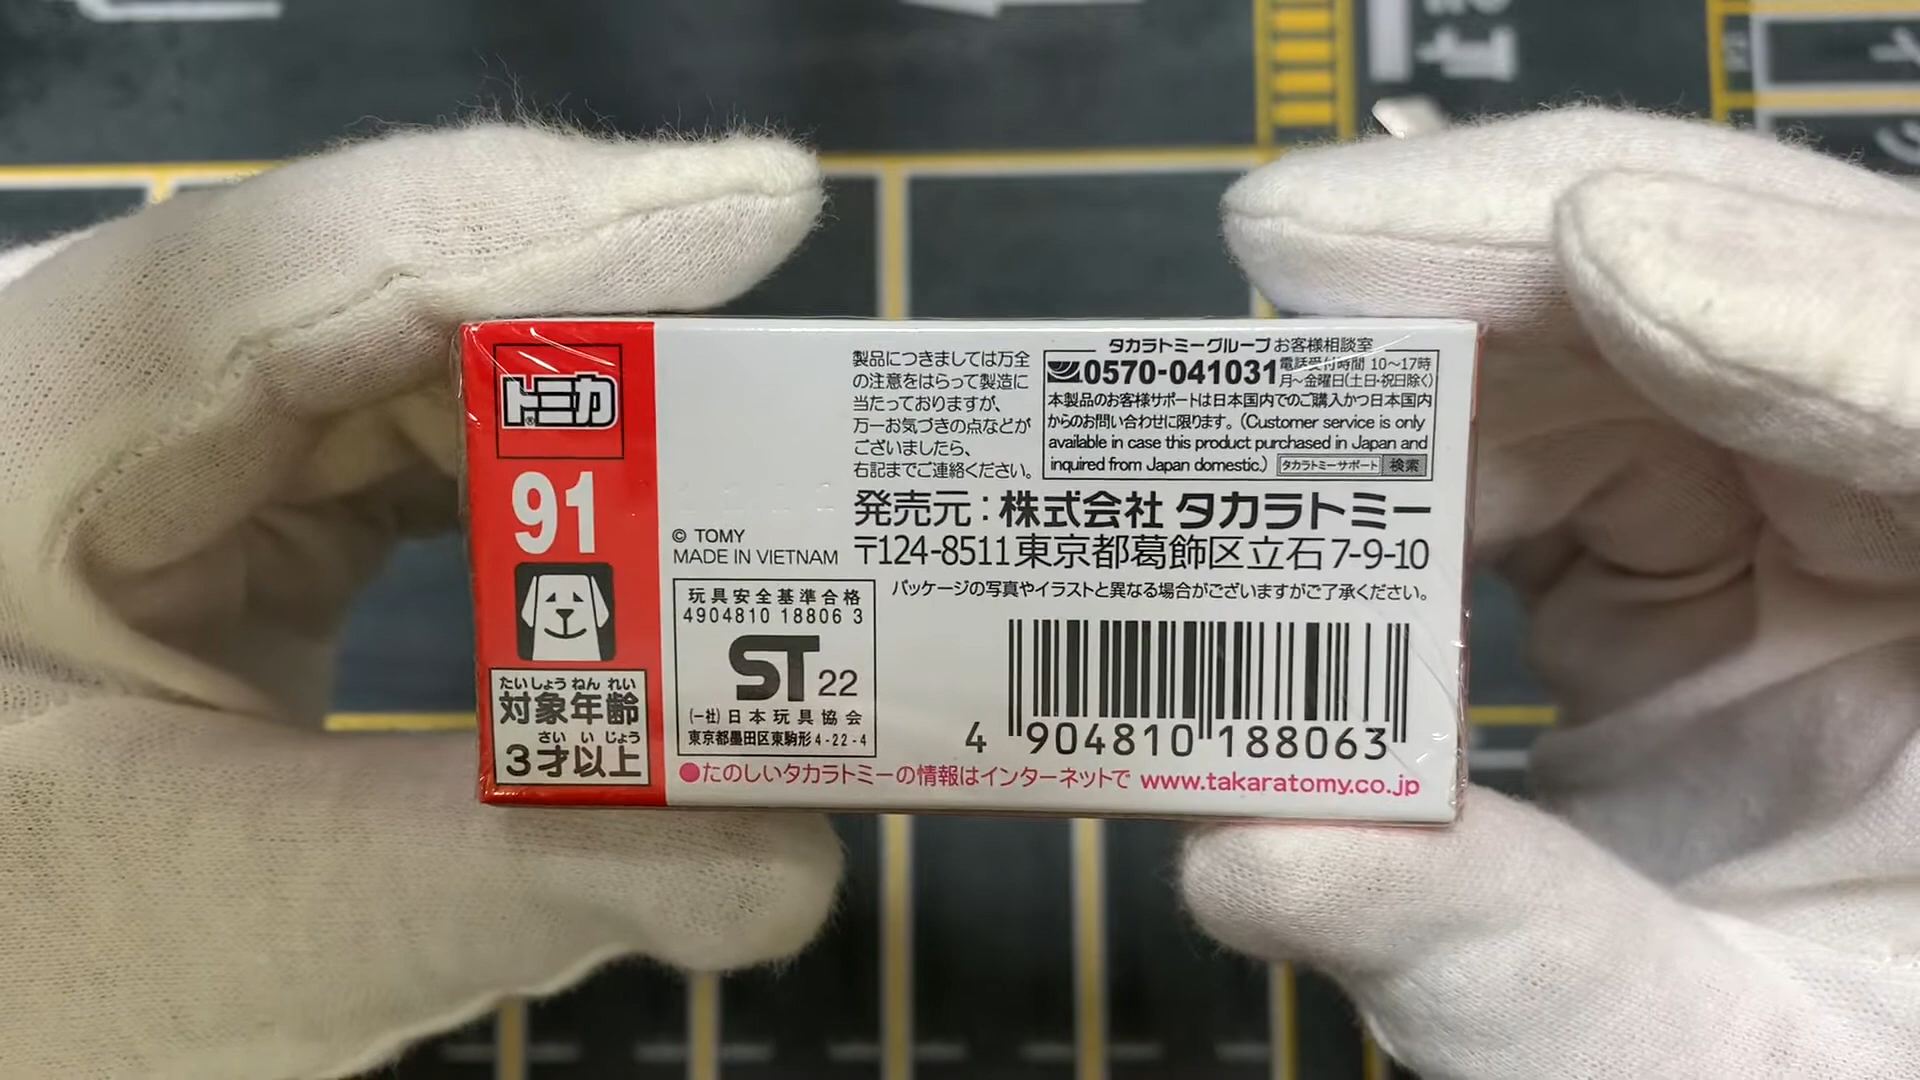 トミカ
91
たいしょう ねん れい
対象年齢
さい い じょう
3才以上
製品につきましては万全
の注意をはらって製造に
当たっておりますが、
万一お気づきの点などが
ございましたら、
右記までご連絡ください。
タカラトミーグループお客様相談室
0570-041031
電話受付時間 10〜17時
月〜金曜日(土日・祝日除く)
本製品のお客様サポートは日本国内でのご購入かつ日本国内
からのお問い合わせに限ります。(Customer service is only
available in case this product purchased in Japan and
inquired from Japan domestic.) タカラトミーサポート 検索
発売元:株式会社 タカラトミー
〒124-8511 東京都葛飾区立石7-9-10
© TOMY
MADE IN VIETNAM
パッケージの写真やイラストと異なる場合がございますがご了承ください。
玩具安全基準合格
4904810 18806 3
ST 22
(一社)日本玩具協会
東京都墨田区東駒形4-22-4
4 904810 188063
●たのしいタカラトミーの情報はインターネットで www.takaratomy.co.jp